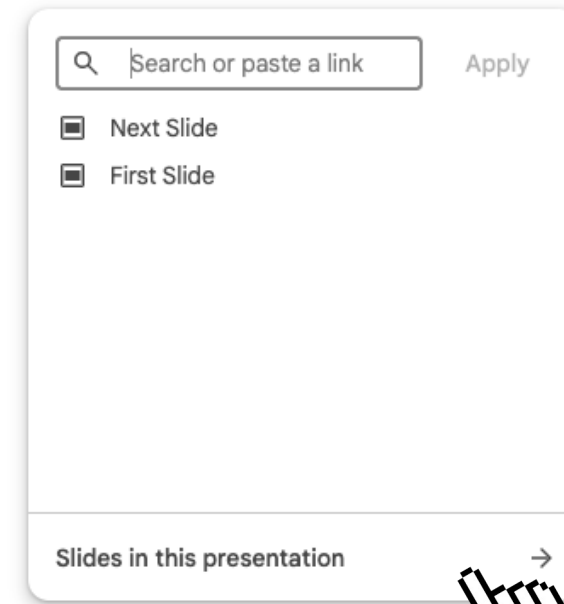 Search or paste a link
Apply
Next Slide
First Slide
Slides in this presentation